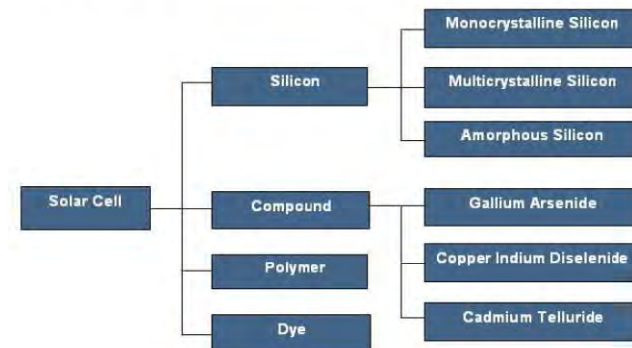 Monocrystalline Silicon
Silicon
Multicrystalline Silicon
Amorphous Silicon
Solar Cell
Compound
Gallium Arsenide
Polymer
Copper Indium Diselenide
Dye
Cadmium Telluride